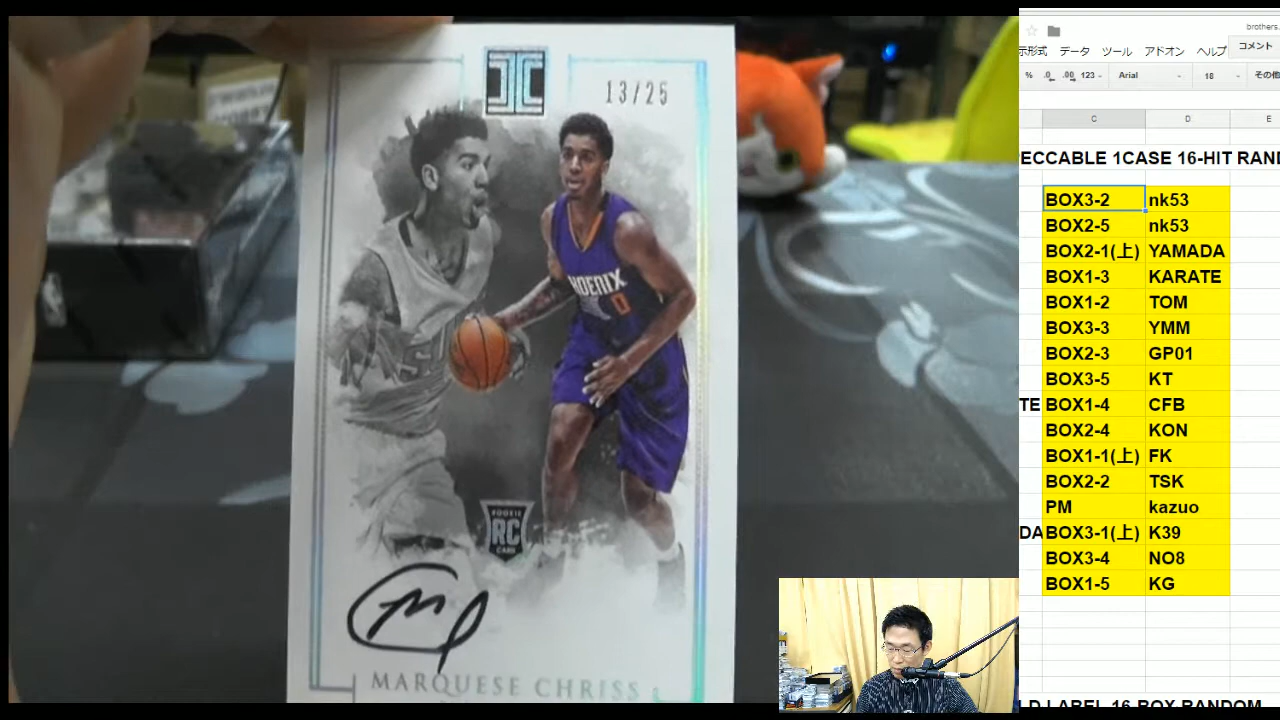 13/25
PHOENIX
0
ROOKIE
RC
CARD
MARQUESE CHRISS
brothers.
示形式 データ ツール アドオン ヘルプ コメント
% .0 .00 123 Arial 18 その他
C D E
PECCABLE 1CASE 16-HIT RAND
BOX3-2 nk53
BOX2-5 nk53
BOX2-1(上) YAMADA
BOX1-3 KARATE
BOX1-2 TOM
BOX3-3 YMM
BOX2-3 GP01
BOX3-5 KT
TE BOX1-4 CFB
BOX2-4 KON
BOX1-1(上) FK
BOX2-2 TSK
PM kazuo
DA BOX3-1(上) K39
BOX3-4 NO8
BOX1-5 KG
LD LABEL 16-BOX RANDOM